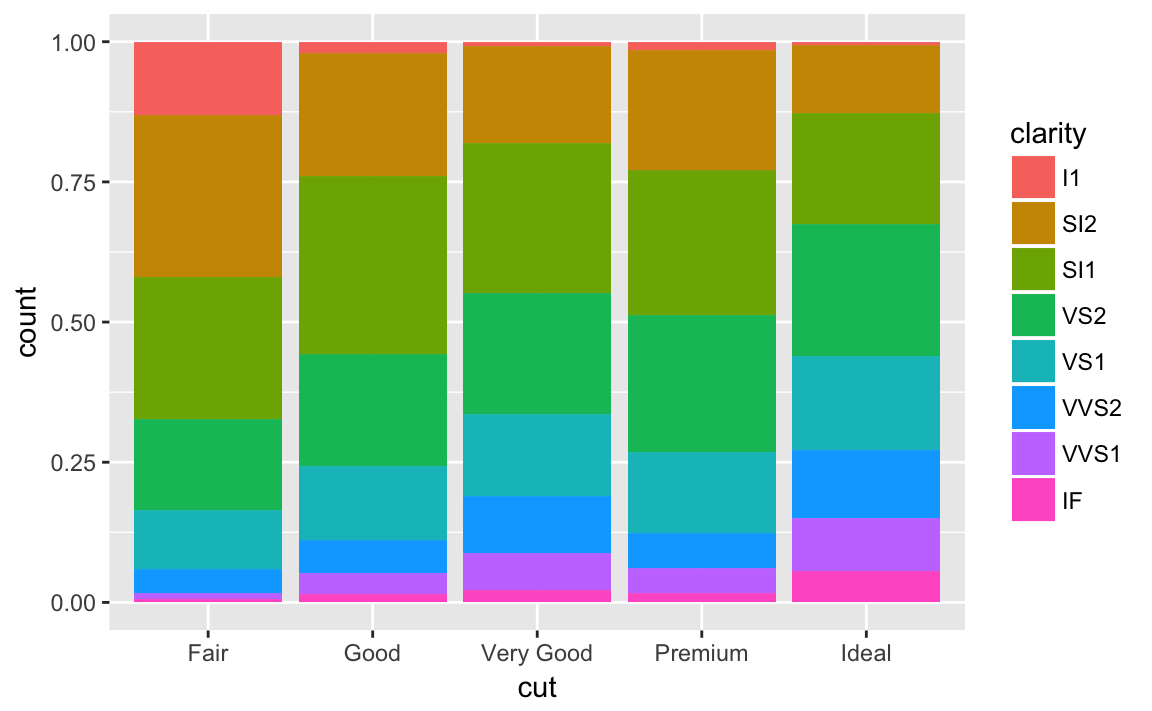 1.00
0.75
0.50
0.25
0.00
count
Fair
Good
Very Good
Premium
Ideal
cut
clarity
I1
SI2
SI1
VS2
VS1
VVS2
VVS1
IF